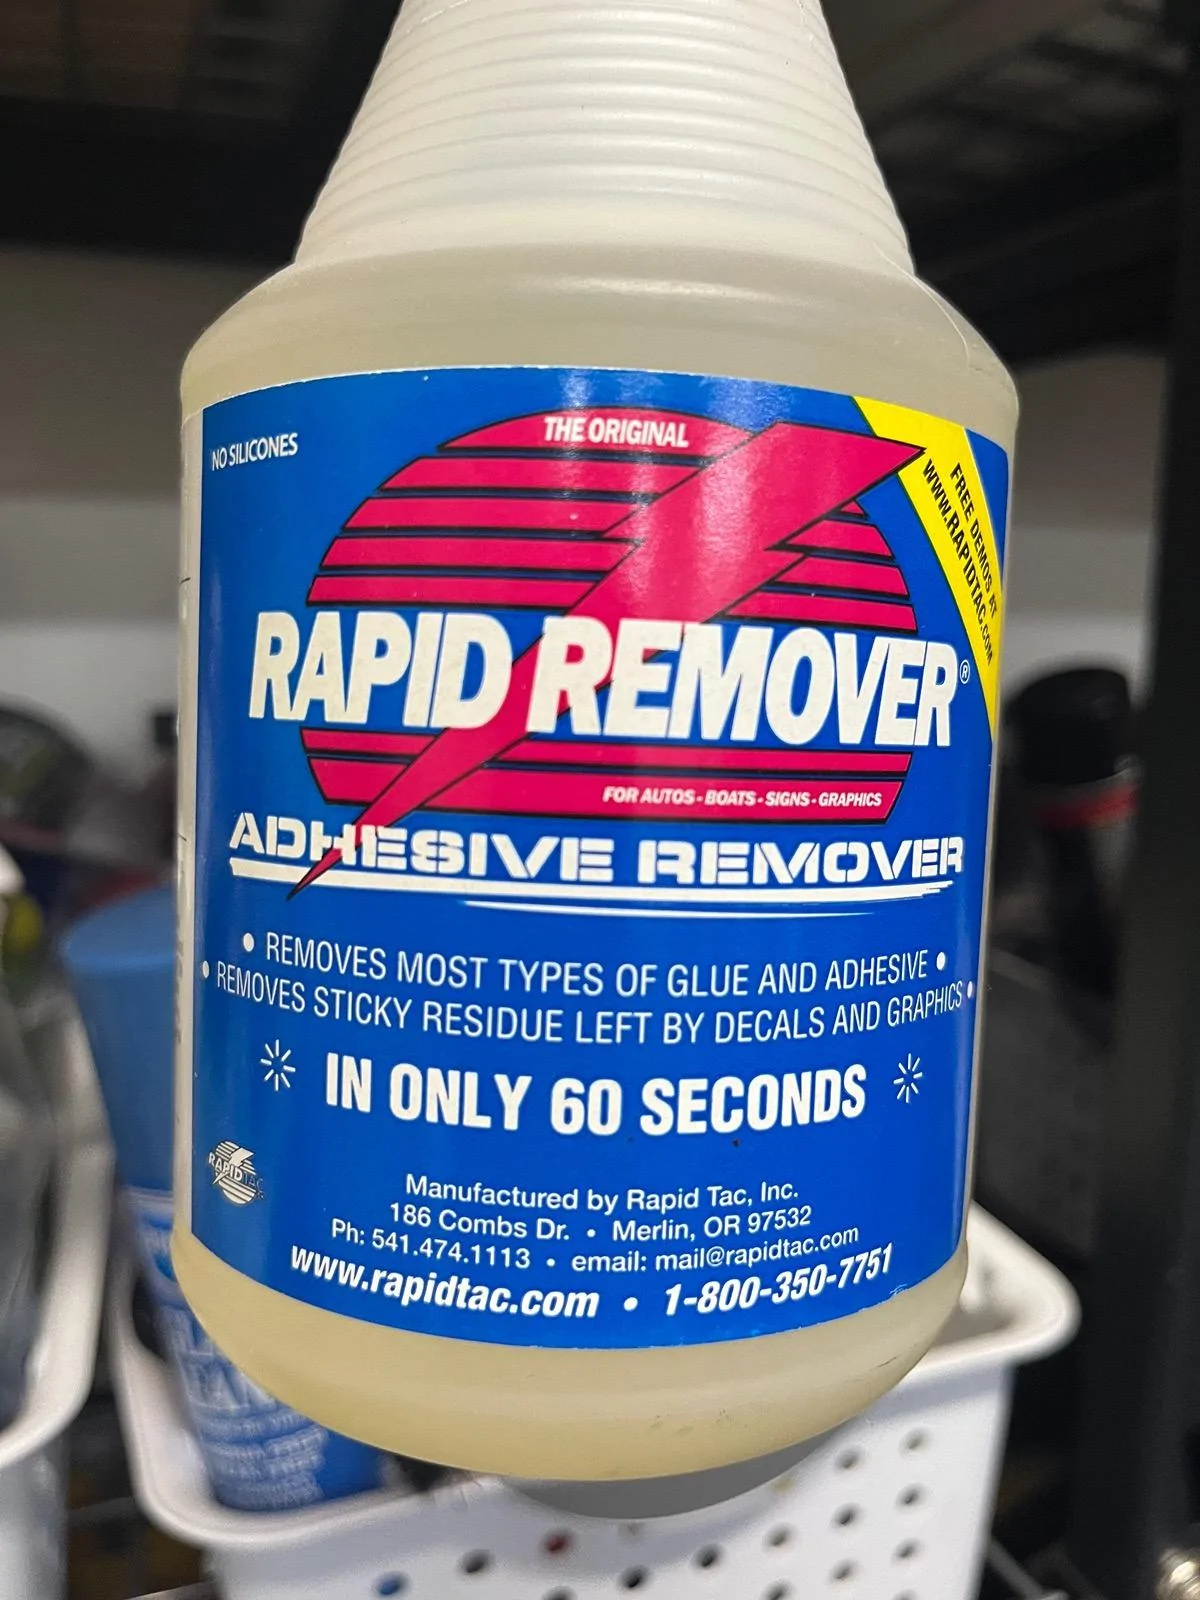 NO SILICONES
THE ORIGINAL
FREE DEMOS AT
WWW.RAPIDTAC.COM
RAPID REMOVER®
FOR AUTOS - BOATS - SIGNS - GRAPHICS
ADHESIVE REMOVER
• REMOVES MOST TYPES OF GLUE AND ADHESIVE •
• REMOVES STICKY RESIDUE LEFT BY DECALS AND GRAPHICS •
IN ONLY 60 SECONDS
RAPIDTAC
Manufactured by Rapid Tac, Inc.
186 Combs Dr. • Merlin, OR 97532
Ph: 541.474.1113 • email: mail@rapidtac.com
www.rapidtac.com • 1-800-350-7751